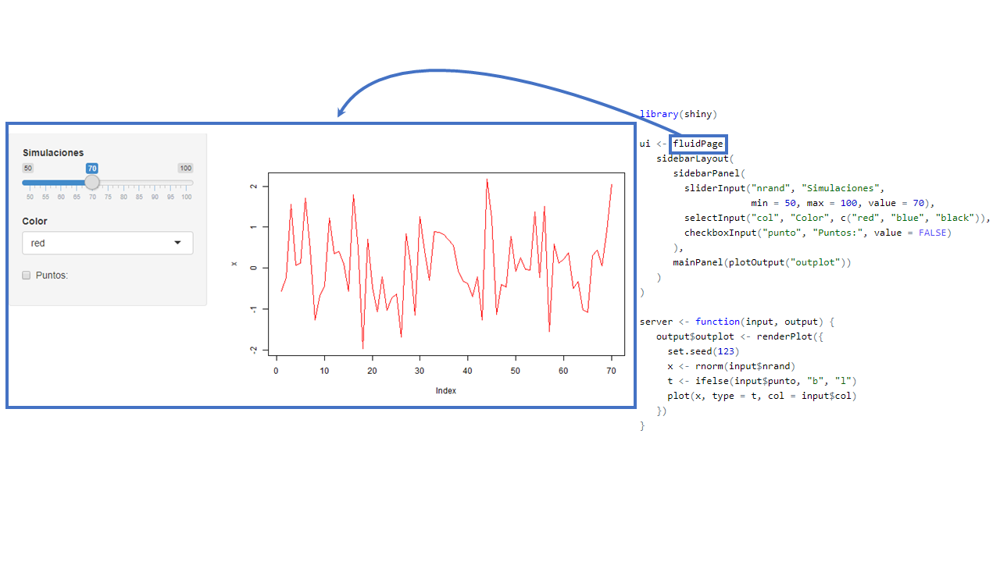 Simulaciones
50 70 100
50 55 60 65 70 75 80 85 90 95 100
Color
red
Puntos:
x
2
1
0
-1
-2
0 10 20 30 40 50 60 70
Index
library(shiny)
ui <- fluidPage
sidebarLayout(
sidebarPanel(
sliderInput("nrand", "Simulaciones",
min = 50, max = 100, value = 70),
selectInput("col", "Color", c("red", "blue", "black")),
checkboxInput("punto", "Puntos:", value = FALSE)
),
mainPanel(plotOutput("outplot"))
)
)
server <- function(input, output) {
output$outplot <- renderPlot({
set.seed(123)
x <- rnorm(input$nrand)
t <- ifelse(input$punto, "b", "l")
plot(x, type = t, col = input$col)
})
}